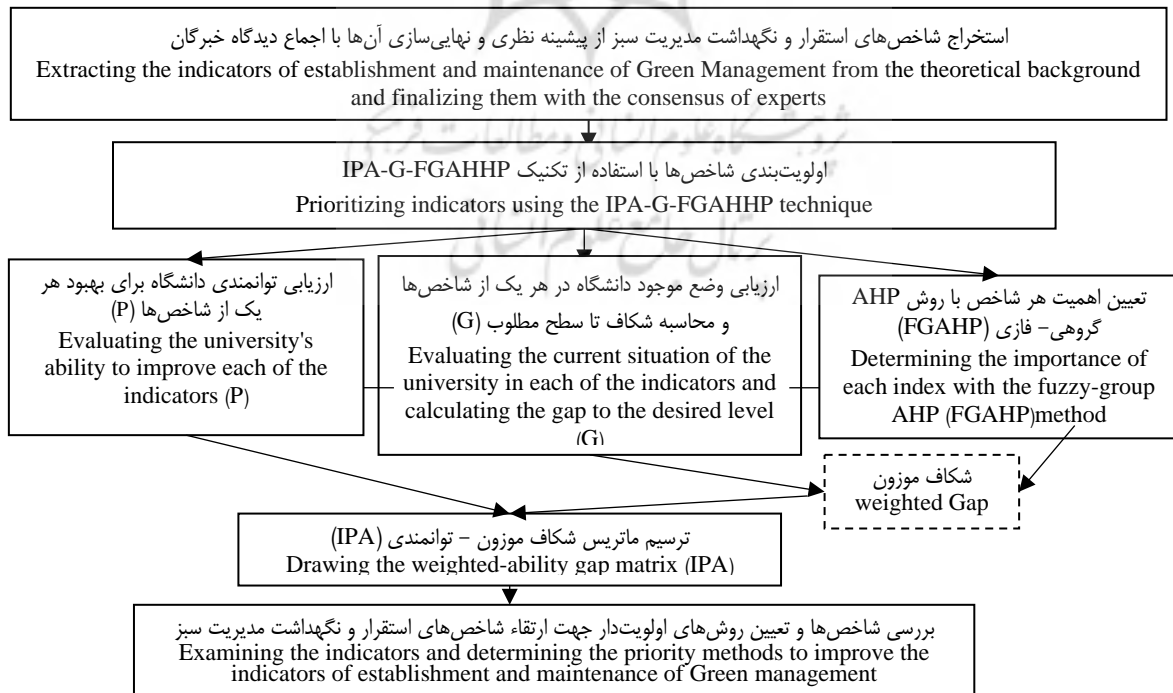 استخراج شاخص‌های استقرار و نگهداشت مدیریت سبز از پیشینه نظری و نهایی‌سازی آن‌ها با اجماع دیدگاه خبرگان
Extracting the indicators of establishment and maintenance of Green Management from the theoretical background
and finalizing them with the consensus of experts
پژوهشگاه علوم انسانی و مطالعات فرهنگی
اولویت‌بندی شاخص‌ها با استفاده از تکنیک IPA-G-FGAHHP
Prioritizing indicators using the IPA-G-FGAHHP technique
پرتال جامع علوم انسانی
ارزیابی توانمندی دانشگاه برای بهبود هر
یک از شاخص‌ها (P)
Evaluating the university's
ability to improve each of the
indicators (P)
ارزیابی وضع موجود دانشگاه در هر یک از شاخص‌ها
و محاسبه شکاف تا سطح مطلوب (G)
Evaluating the current situation of the
university in each of the indicators and
calculating the gap to the desired level
(G)
تعیین اهمیت هر شاخص با روش AHP
گروهی- فازی (FGAHP)
Determining the importance of
each index with the fuzzy-group
AHP (FGAHP)method
شکاف موزون
weighted Gap
ترسیم ماتریس شکاف موزون – توانمندی (IPA)
Drawing the weighted-ability gap matrix (IPA)
بررسی شاخص‌ها و تعیین روش‌های اولویت‌دار جهت ارتقاء شاخص‌های استقرار و نگهداشت مدیریت سبز
Examining the indicators and determining the priority methods to improve the
indicators of establishment and maintenance of Green management